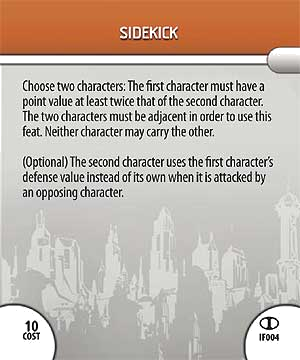 SIDEKICK
Choose two characters: The first character must have a
point value at least twice that of the second character.
The two characters must be adjacent in order to use this
feat. Neither character may carry the other.
(Optional) The second character uses the first character's
defense value instead of its own when it is attacked by
an opposing character.
10
COST
IF004